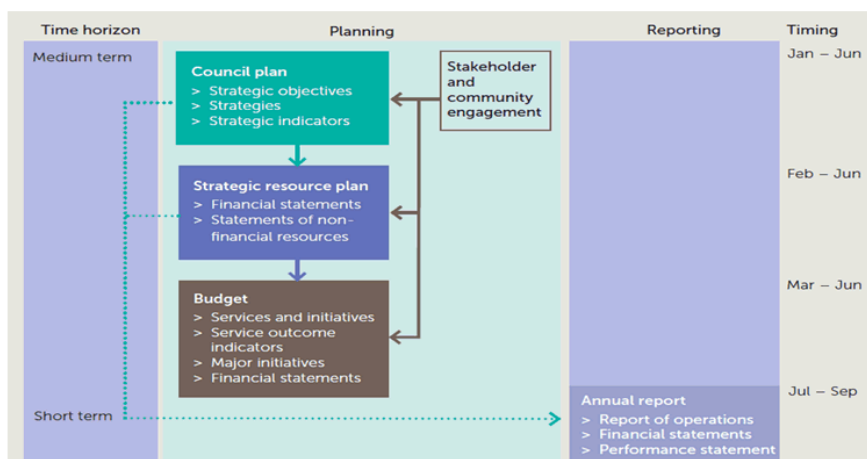 Time horizon
Planning
Reporting
Timing
Medium term
Council plan
> Strategic objectives
> Strategies
> Strategic indicators
Stakeholder
and
community
engagement
Jan – Jun
Strategic resource plan
> Financial statements
> Statements of non-
financial resources
Feb – Jun
Budget
> Services and initiatives
> Service outcome
indicators
> Major initiatives
> Financial statements
Mar – Jun
Short term
Annual report
> Report of operations
> Financial statements
> Performance statement
Jul – Sep